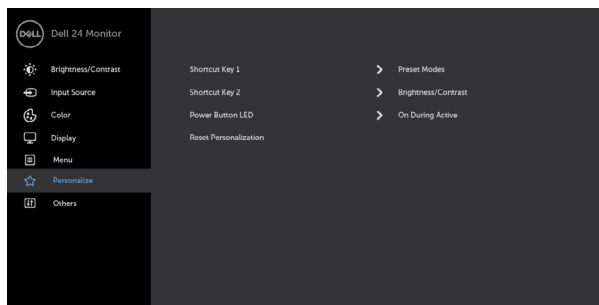 DELL Dell 24 Monitor
Brightness/Contrast
Input Source
Color
Display
Menu
Personalize
Others
Shortcut Key 1 Preset Modes
Shortcut Key 2 Brightness/Contrast
Power Button LED On During Active
Reset Personalization